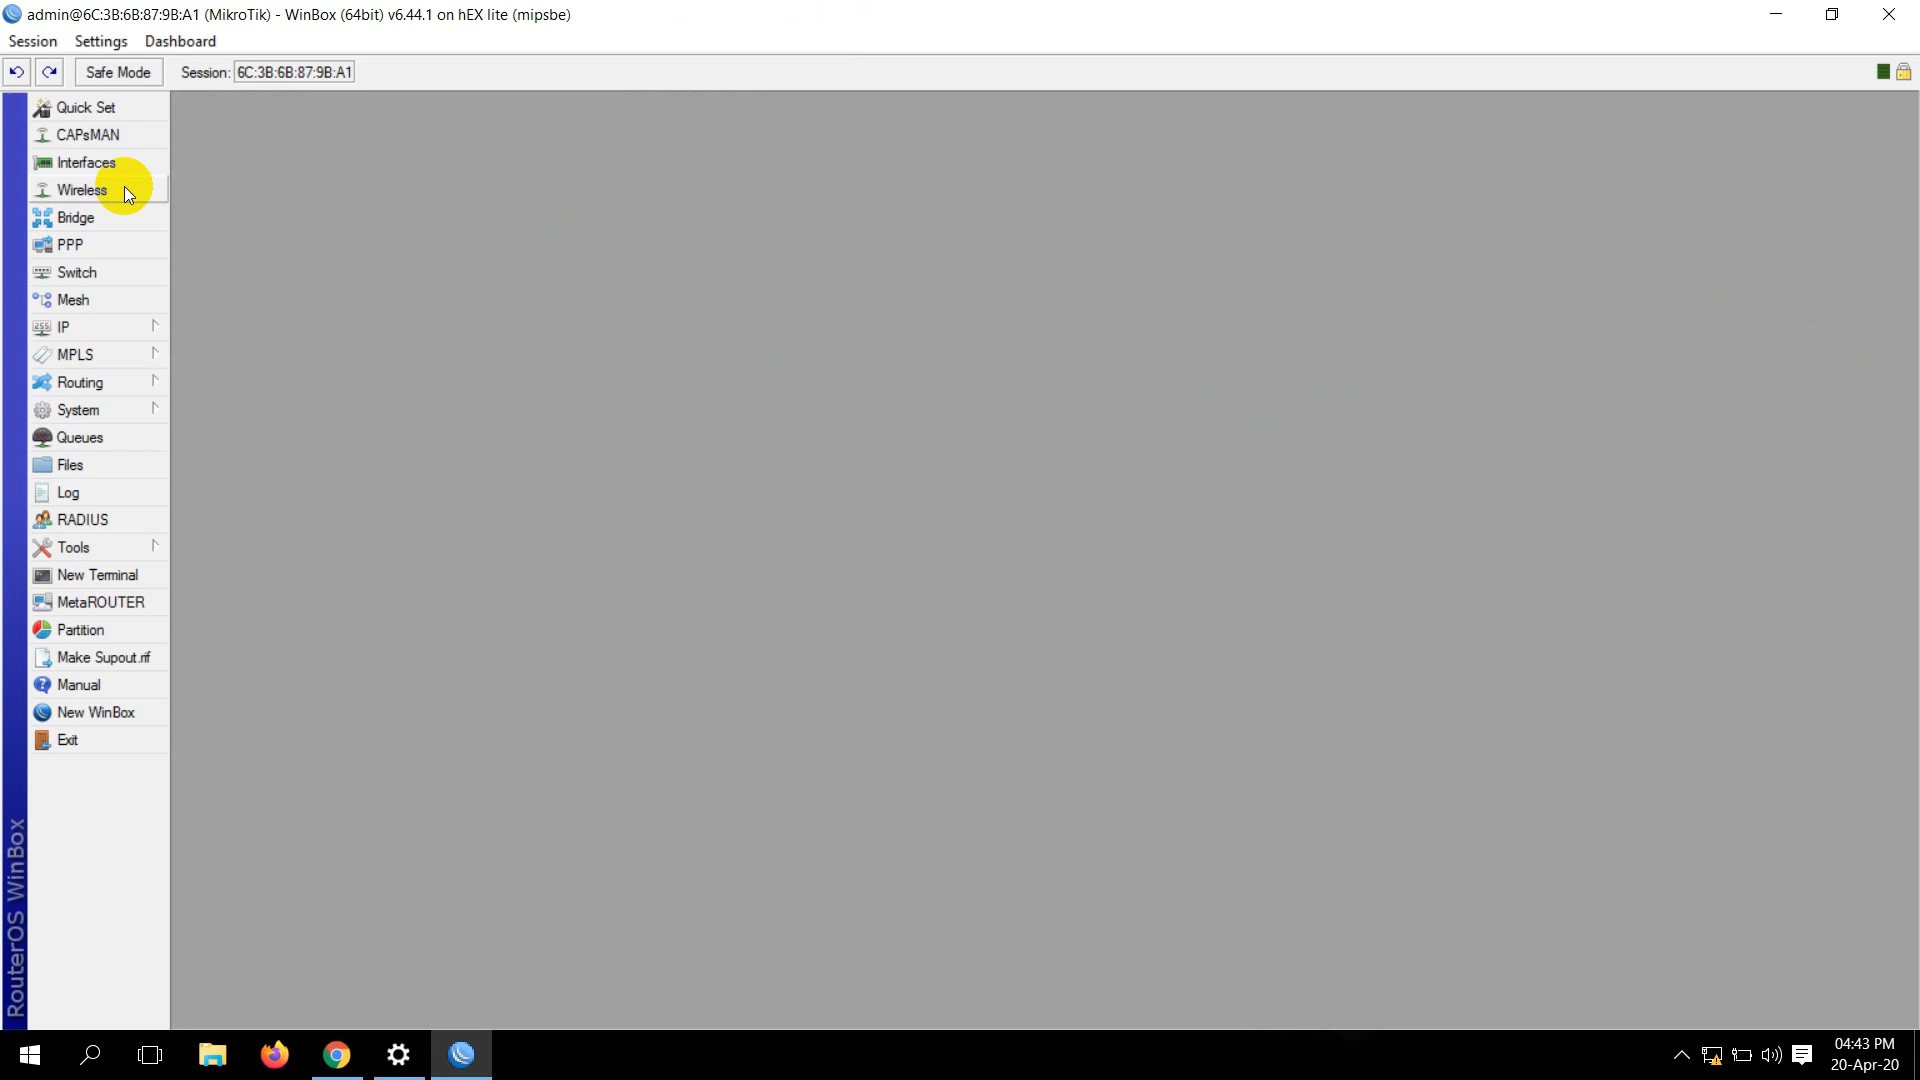 admin@6C:3B:6B:87:9B:A1 (MikroTik) - WinBox (64bit) v6.44.1 on hEX lite (mipsbe)
Session Settings Dashboard
Safe Mode Session: 6C:3B:6B:87:9B:A1
Quick Set
CAPsMAN
Interfaces
Wireless
Bridge
PPP
Switch
Mesh
255 IP
MPLS
Routing
System
Queues
Files
Log
RADIUS
Tools
New Terminal
MetaROUTER
Partition
Make Supout.rif
Manual
New WinBox
Exit
RouterOS WinBox
04:43 PM
20-Apr-20